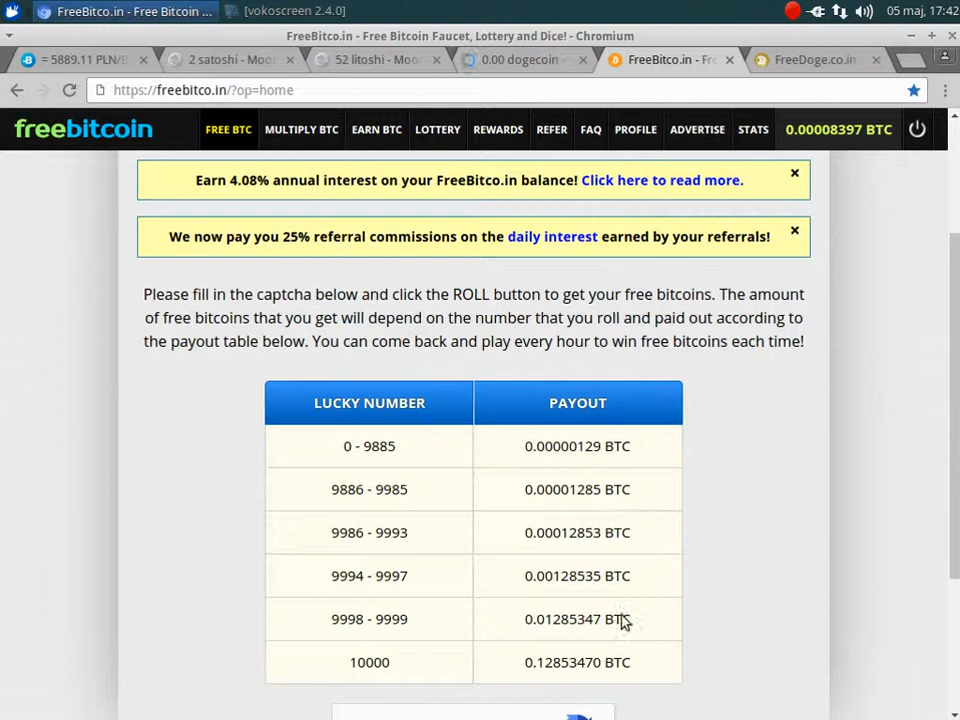 FreeBitco.in - Free Bitcoin ...
[vokoscreen 2.4.0]
05 maj, 17:42
FreeBitco.in - Free Bitcoin Faucet, Lottery and Dice! - Chromium
= 5889.11 PLN/B
2 satoshi - Moo
52 litoshi - Moo
0.00 dogecoin -
FreeBitco.in - Fre
FreeDoge.co.in
https://freebitco.in/?op=home
freebitcoin
FREE BTC
MULTIPLY BTC
EARN BTC
LOTTERY
REWARDS
REFER
FAQ
PROFILE
ADVERTISE
STATS
0.00008397 BTC
Earn 4.08% annual interest on your FreeBitco.in balance! Click here to read more.
We now pay you 25% referral commissions on the daily interest earned by your referrals!
Please fill in the captcha below and click the ROLL button to get your free bitcoins. The amount
of free bitcoins that you get will depend on the number that you roll and paid out according to
the payout table below. You can come back and play every hour to win free bitcoins each time!
LUCKY NUMBER PAYOUT
0 - 9885 0.00000129 BTC
9886 - 9985 0.00001285 BTC
9986 - 9993 0.00012853 BTC
9994 - 9997 0.00128535 BTC
9998 - 9999 0.01285347 BTC
10000 0.12853470 BTC